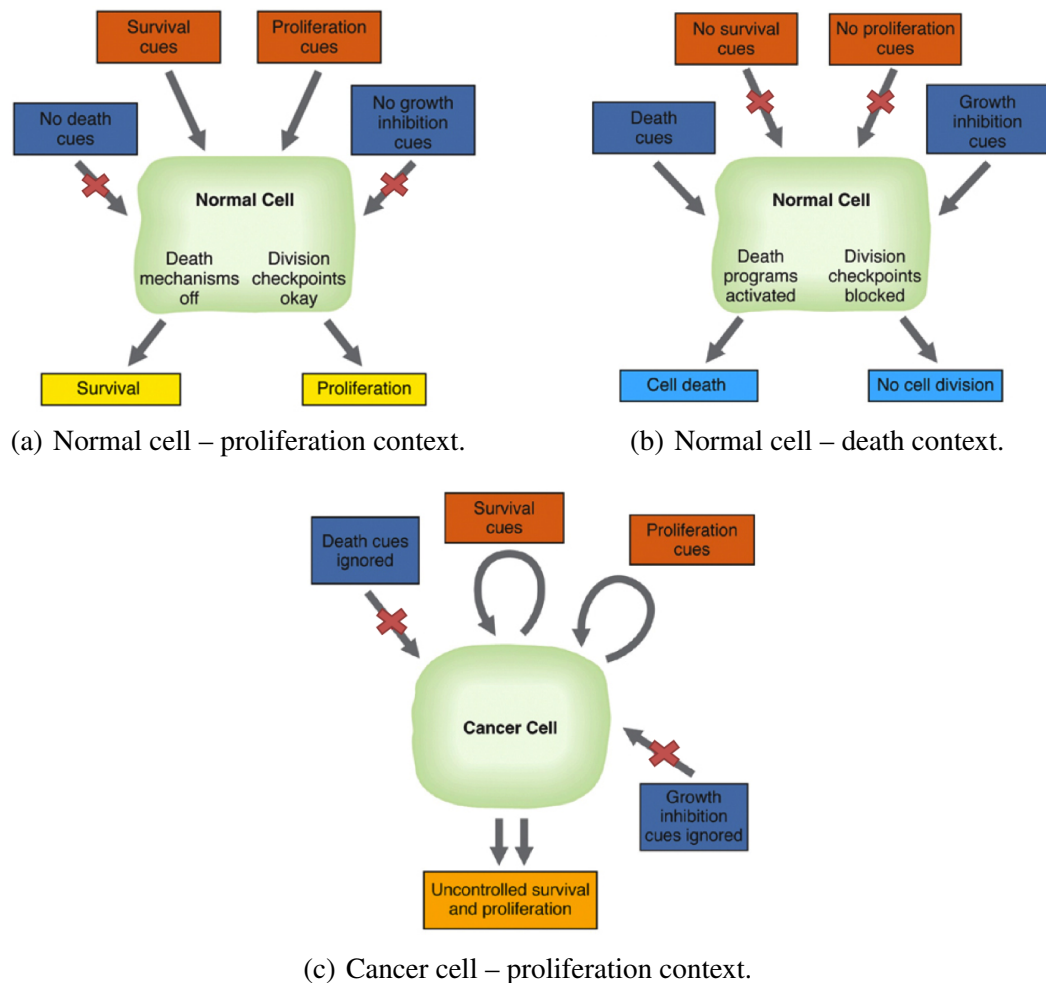 Survival
cues
Proliferation
cues
No death
cues
No growth
inhibition
cues
Normal Cell
Death
mechanisms
off
Division
checkpoints
okay
Survival
Proliferation
(a) Normal cell – proliferation context.
No survival
cues
No proliferation
cues
Death
cues
Growth
inhibition
cues
Normal Cell
Death
programs
activated
Division
checkpoints
blocked
Cell death
No cell division
(b) Normal cell – death context.
Survival
cues
Proliferation
cues
Death cues
ignored
Cancer Cell
Growth
inhibition
cues ignored
Uncontrolled survival
and proliferation
(c) Cancer cell – proliferation context.